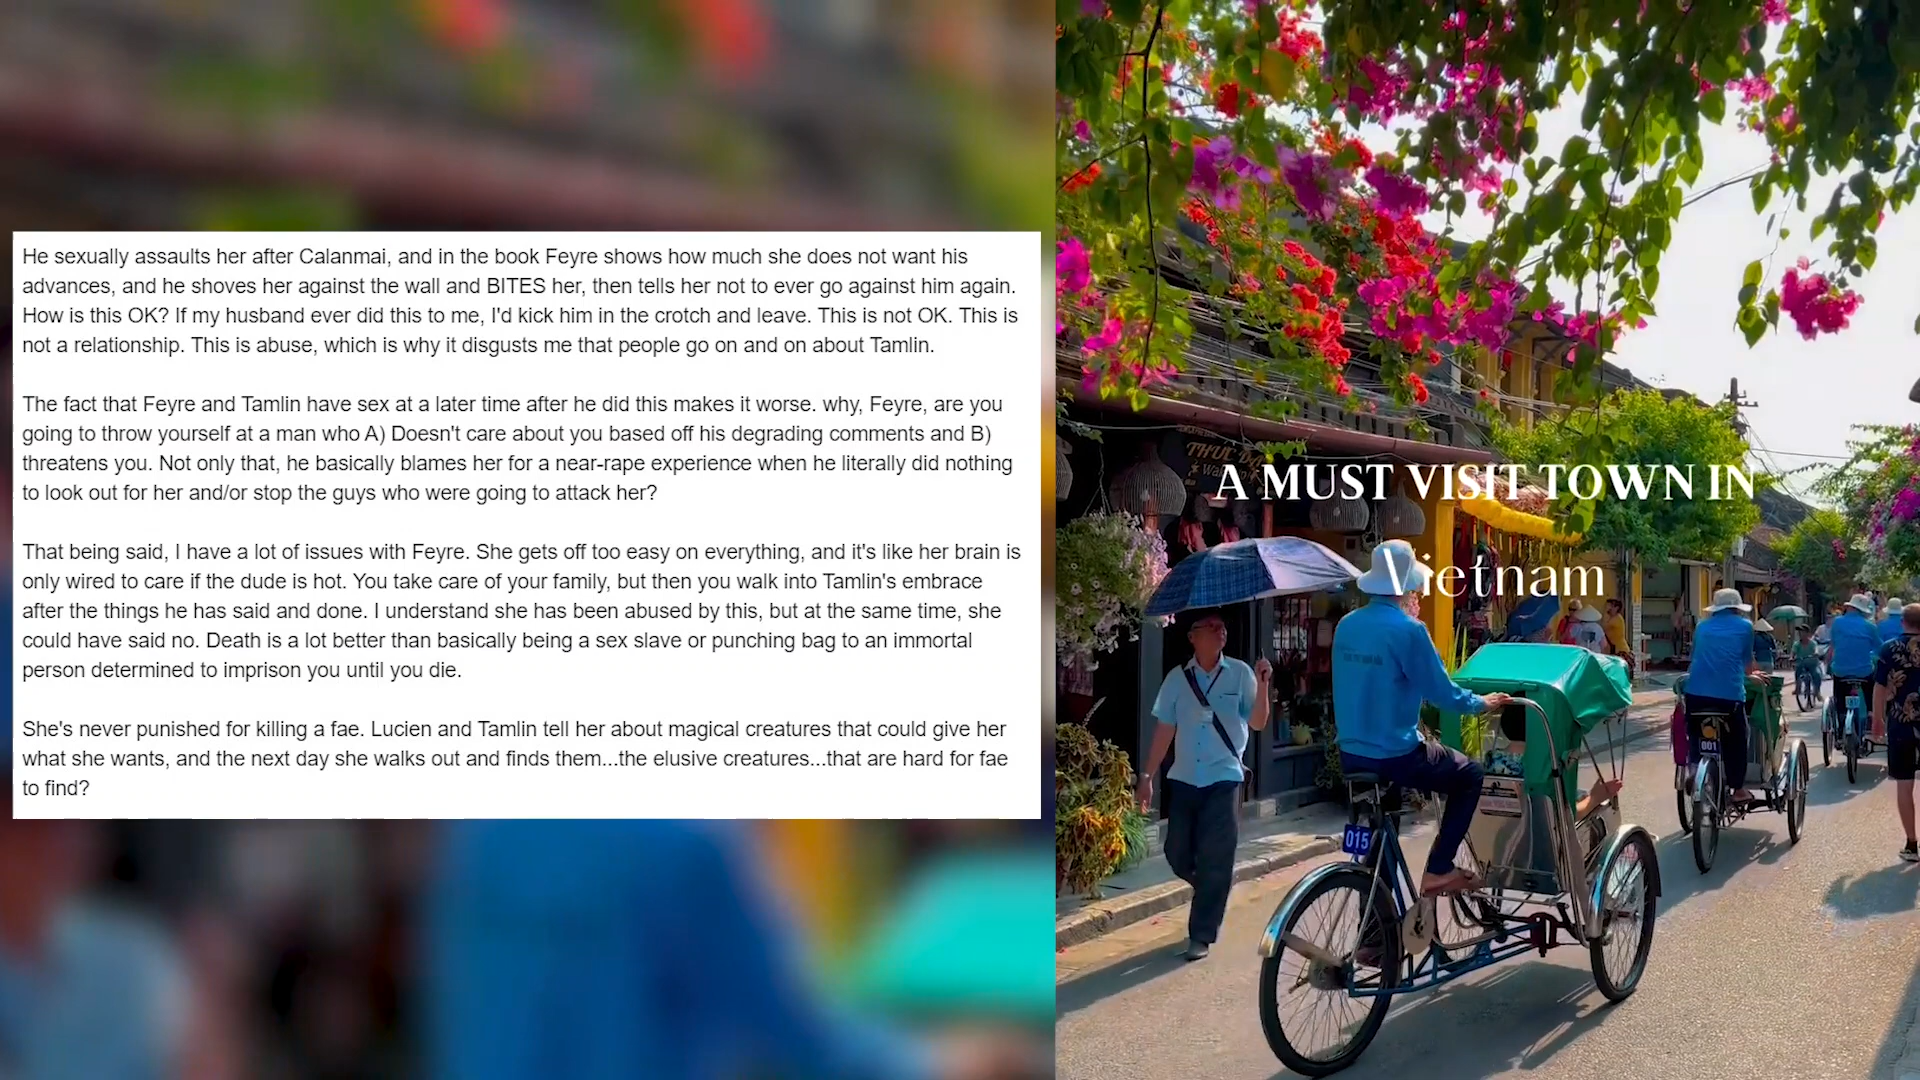 He sexually assaults her after Calanmai, and in the book Feyre shows how much she does not want his
advances, and he shoves her against the wall and BITES her, then tells her not to ever go against him again.
How is this OK? If my husband ever did this to me, I'd kick him in the crotch and leave. This is not OK. This is
not a relationship. This is abuse, which is why it disgusts me that people go on and on about Tamlin.
The fact that Feyre and Tamlin have sex at a later time after he did this makes it worse. why, Feyre, are you
going to throw yourself at a man who A) Doesn't care about you based off his degrading comments and B)
threatens you. Not only that, he basically blames her for a near-rape experience when he literally did nothing
to look out for her and/or stop the guys who were going to attack her?
That being said, I have a lot of issues with Feyre. She gets off too easy on everything, and it's like her brain is
only wired to care if the dude is hot. You take care of your family, but then you walk into Tamlin's embrace
after the things he has said and done. I understand she has been abused by this, but at the same time, she
could have said no. Death is a lot better than basically being a sex slave or punching bag to an immortal
person determined to imprison you until you die.
She's never punished for killing a fae. Lucien and Tamlin tell her about magical creatures that could give her
what she wants, and the next day she walks out and finds them...the elusive creatures...that are hard for fae
to find?
A MUST VISIT TOWN IN
Vietnam
015
001